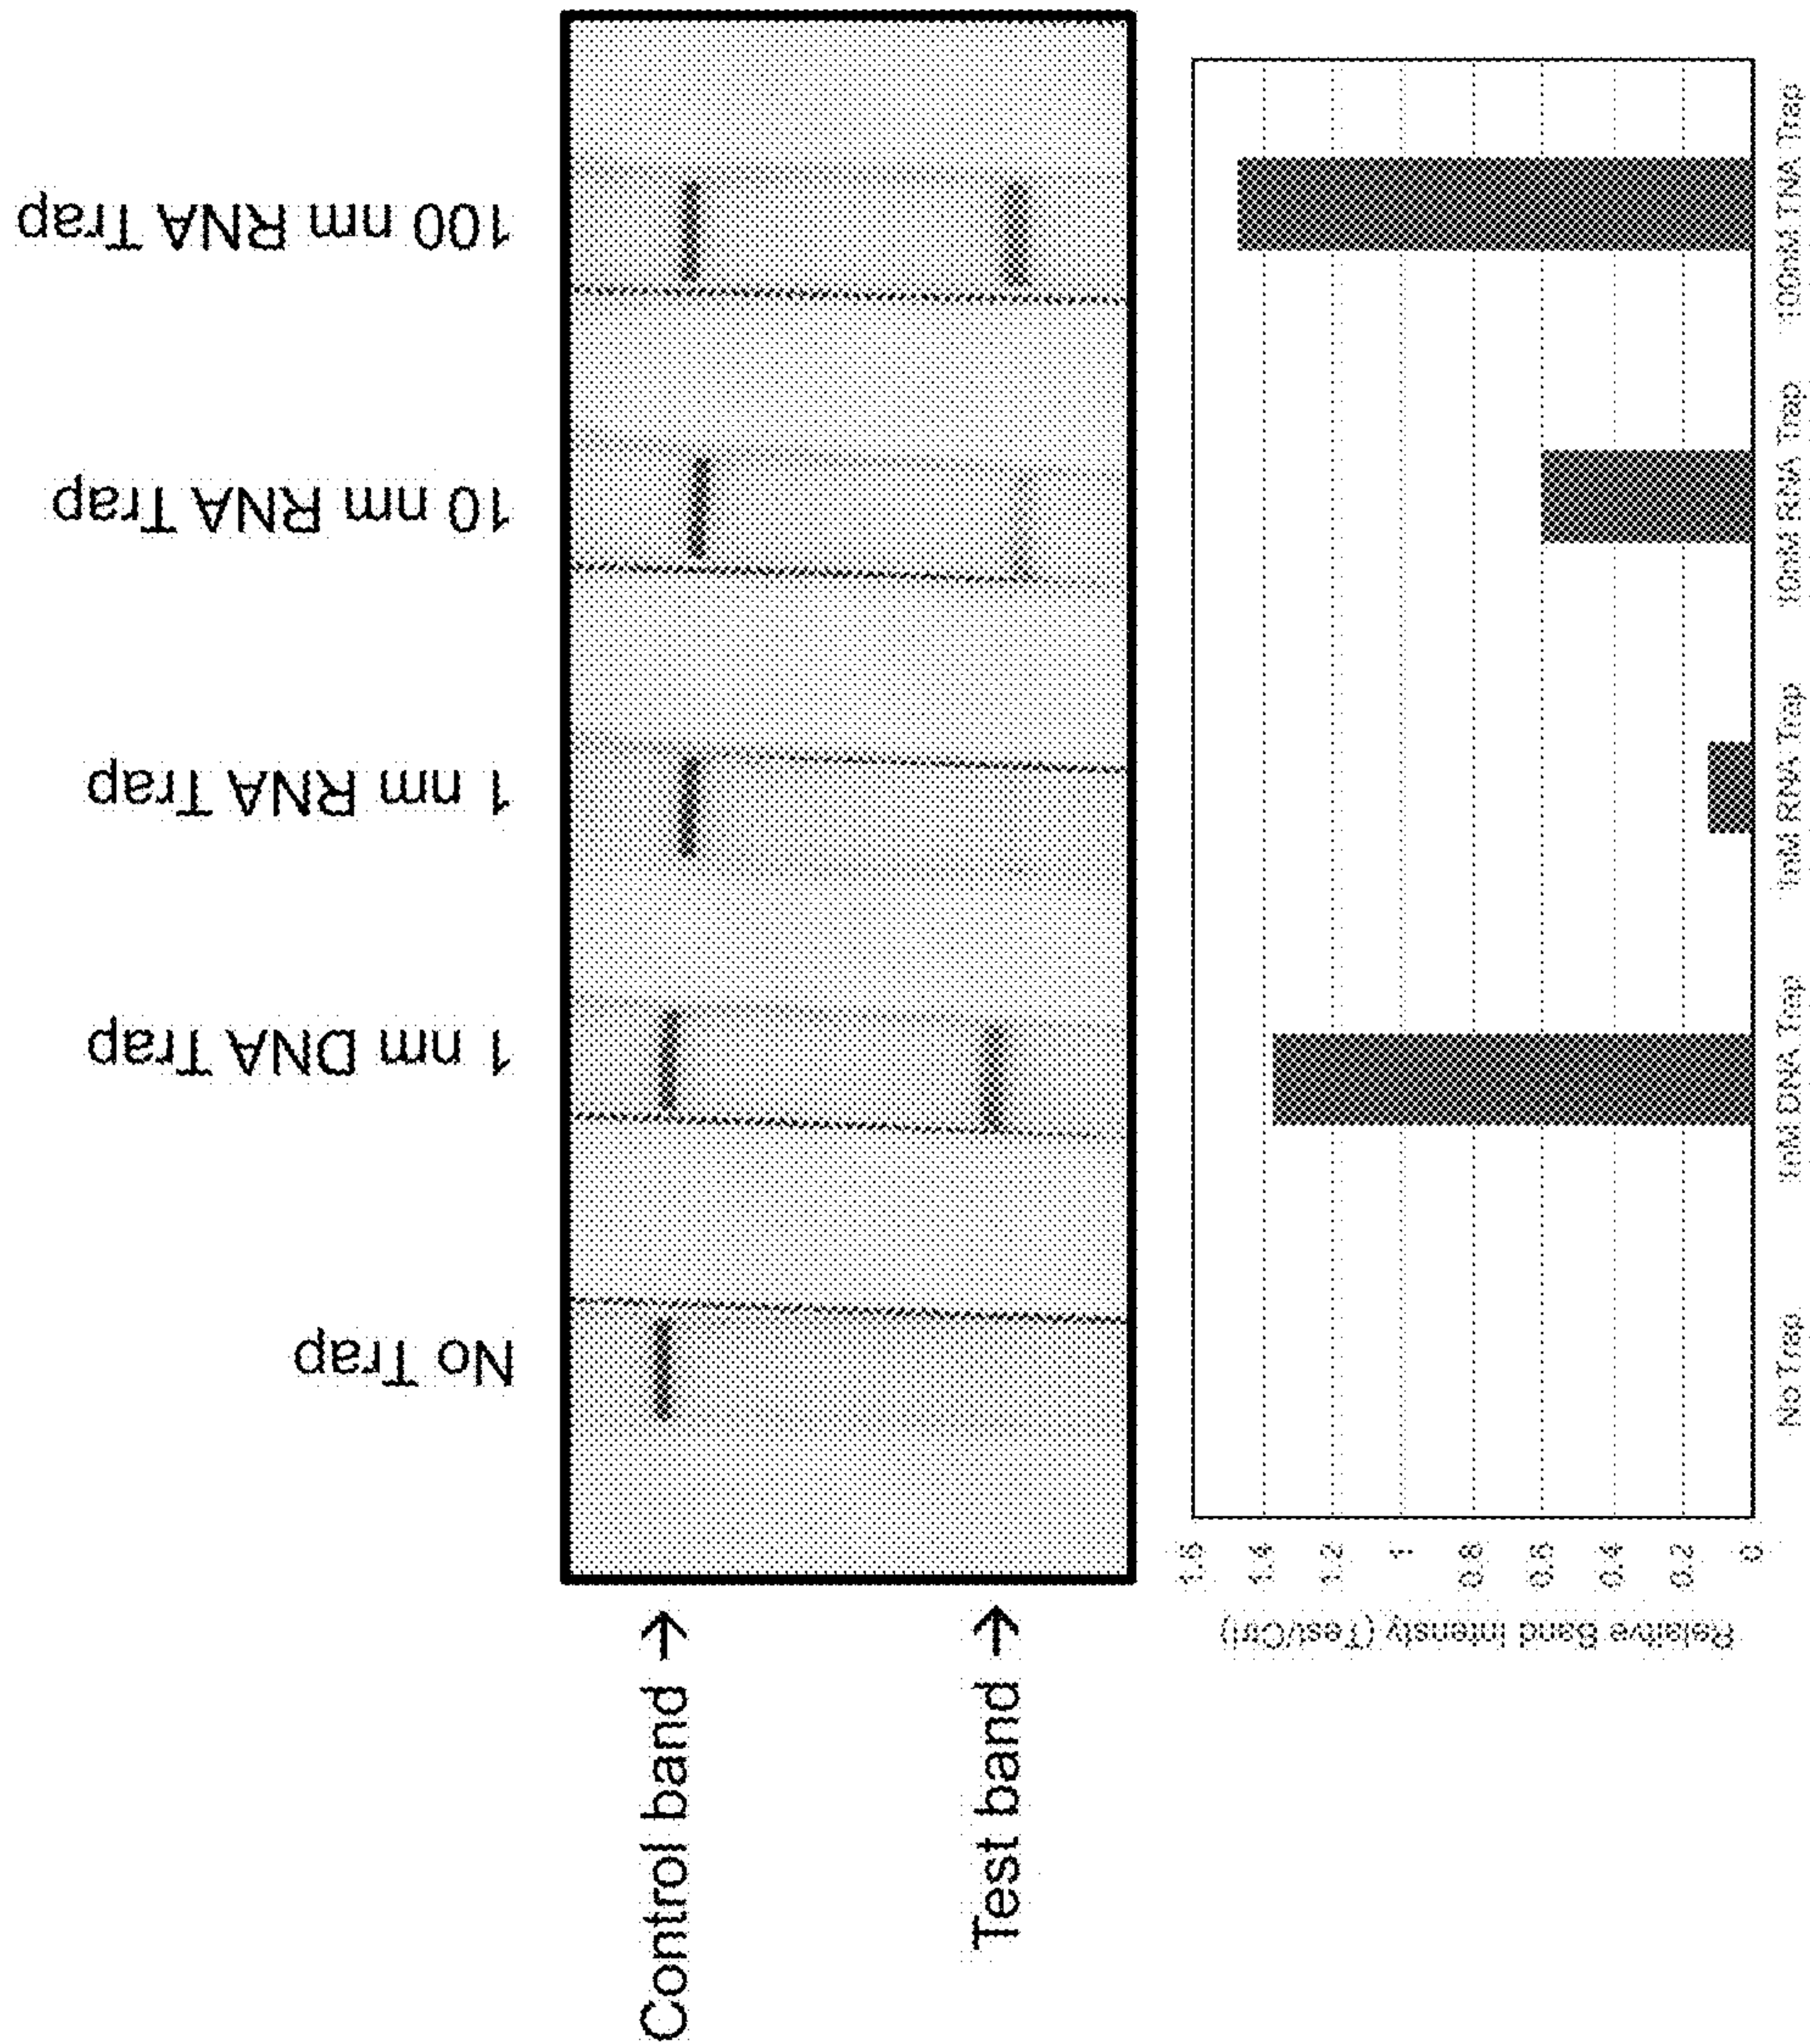 No Trap
1 nm DNA Trap
1 nm RNA Trap
10 nm RNA Trap
100 nm RNA Trap
Control band →
Test band →
Relative Band Intensity (Test/Ctrl)
1.6
1.4
1.2
1
0.8
0.6
0.4
0.2
0
No Trap
1nM DNA Trap
1nM RNA Trap
10nM RNA Trap
100nM TNA Trap